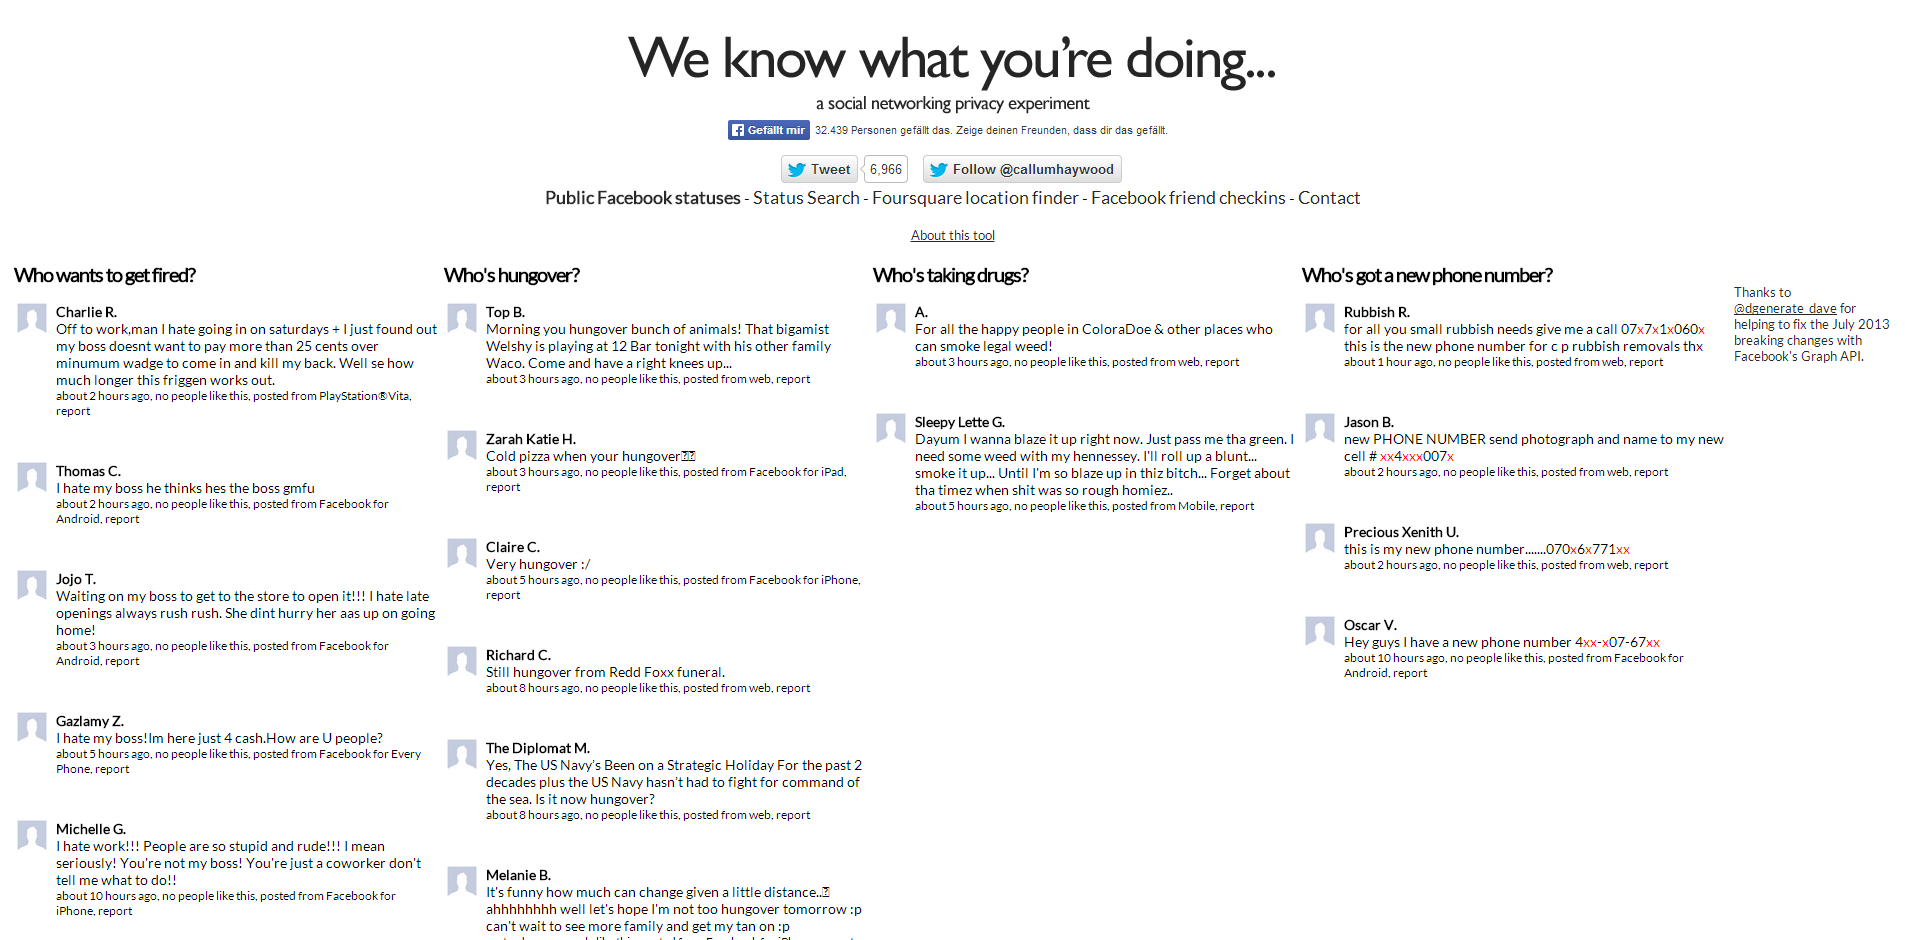 We know what you're doing...
a social networking privacy experiment
Gefällt mir 32.439 Personen gefällt das. Zeige deinen Freunden, dass dir das gefällt.
Tweet 6,966 Follow @callumhaywood
Public Facebook statuses - Status Search - Foursquare location finder - Facebook friend checkins - Contact
About this tool
Who wants to get fired?
Charlie R.
Off to work,man I hate going in on saturdays + I just found out
my boss doesnt want to pay more than 25 cents over
minumum wadge to come in and kill my back. Well se how
much longer this friggen works out.
about 2 hours ago, no people like this, posted from PlayStation®Vita,
report
Thomas C.
I hate my boss he thinks hes the boss gmfu
about 2 hours ago, no people like this, posted from Facebook for
Android, report
Jojo T.
Waiting on my boss to get to the store to open it!!! I hate late
openings always rush rush. She dint hurry her aas up on going
home!
about 3 hours ago, no people like this, posted from Facebook for
Android, report
Gazlamy Z.
I hate my boss!Im here just 4 cash.How are U people?
about 5 hours ago, no people like this, posted from Facebook for Every
Phone, report
Michelle G.
I hate work!!! People are so stupid and rude!!! I mean
seriously! You're not my boss! You're just a coworker don't
tell me what to do!!
about 10 hours ago, no people like this, posted from Facebook for
iPhone, report
Who's hungover?
Top B.
Morning you hungover bunch of animals! That bigamist
Welshy is playing at 12 Bar tonight with his other family
Waco. Come and have a right knees up...
about 3 hours ago, no people like this, posted from web, report
Zarah Katie H.
Cold pizza when your hungover
about 3 hours ago, no people like this, posted from Facebook for iPad,
report
Claire C.
Very hungover :/
about 5 hours ago, no people like this, posted from Facebook for iPhone,
report
Richard C.
Still hungover from Redd Foxx funeral.
about 8 hours ago, no people like this, posted from web, report
The Diplomat M.
Yes, The US Navy's Been on a Strategic Holiday For the past 2
decades plus the US Navy hasn't had to fight for command of
the sea. Is it now hungover?
about 8 hours ago, no people like this, posted from web, report
Melanie B.
It's funny how much can change given a little distance..
ahhhhhhhh well let's hope I'm not too hungover tomorrow :p
can't wait to see more family and get my tan on :p
Who's taking drugs?
A.
For all the happy people in ColoraDoe & other places who
can smoke legal weed!
about 3 hours ago, no people like this, posted from web, report
Sleepy Lette G.
Dayum I wanna blaze it up right now. Just pass me tha green. I
need some weed with my hennessey. I'll roll up a blunt...
smoke it up... Until I'm so blaze up in thiz bitch... Forget about
tha timez when shit was so rough homiez..
about 5 hours ago, no people like this, posted from Mobile, report
Who's got a new phone number?
Rubbish R.
for all you small rubbish needs give me a call 07x7x1x060x
this is the new phone number for c p rubbish removals thx
about 1 hour ago, no people like this, posted from web, report
Jason B.
new PHONE NUMBER send photograph and name to my new
cell # xx4xxx007x
about 2 hours ago, no people like this, posted from web, report
Precious Xenith U.
this is my new phone number.......070x6x771xx
about 2 hours ago, no people like this, posted from web, report
Oscar V.
Hey guys I have a new phone number 4xx-x07-67xx
about 10 hours ago, no people like this, posted from Facebook for
Android, report
Thanks to
@dgenerate_dave for
helping to fix the July 2013
breaking changes with
Facebook's Graph API.